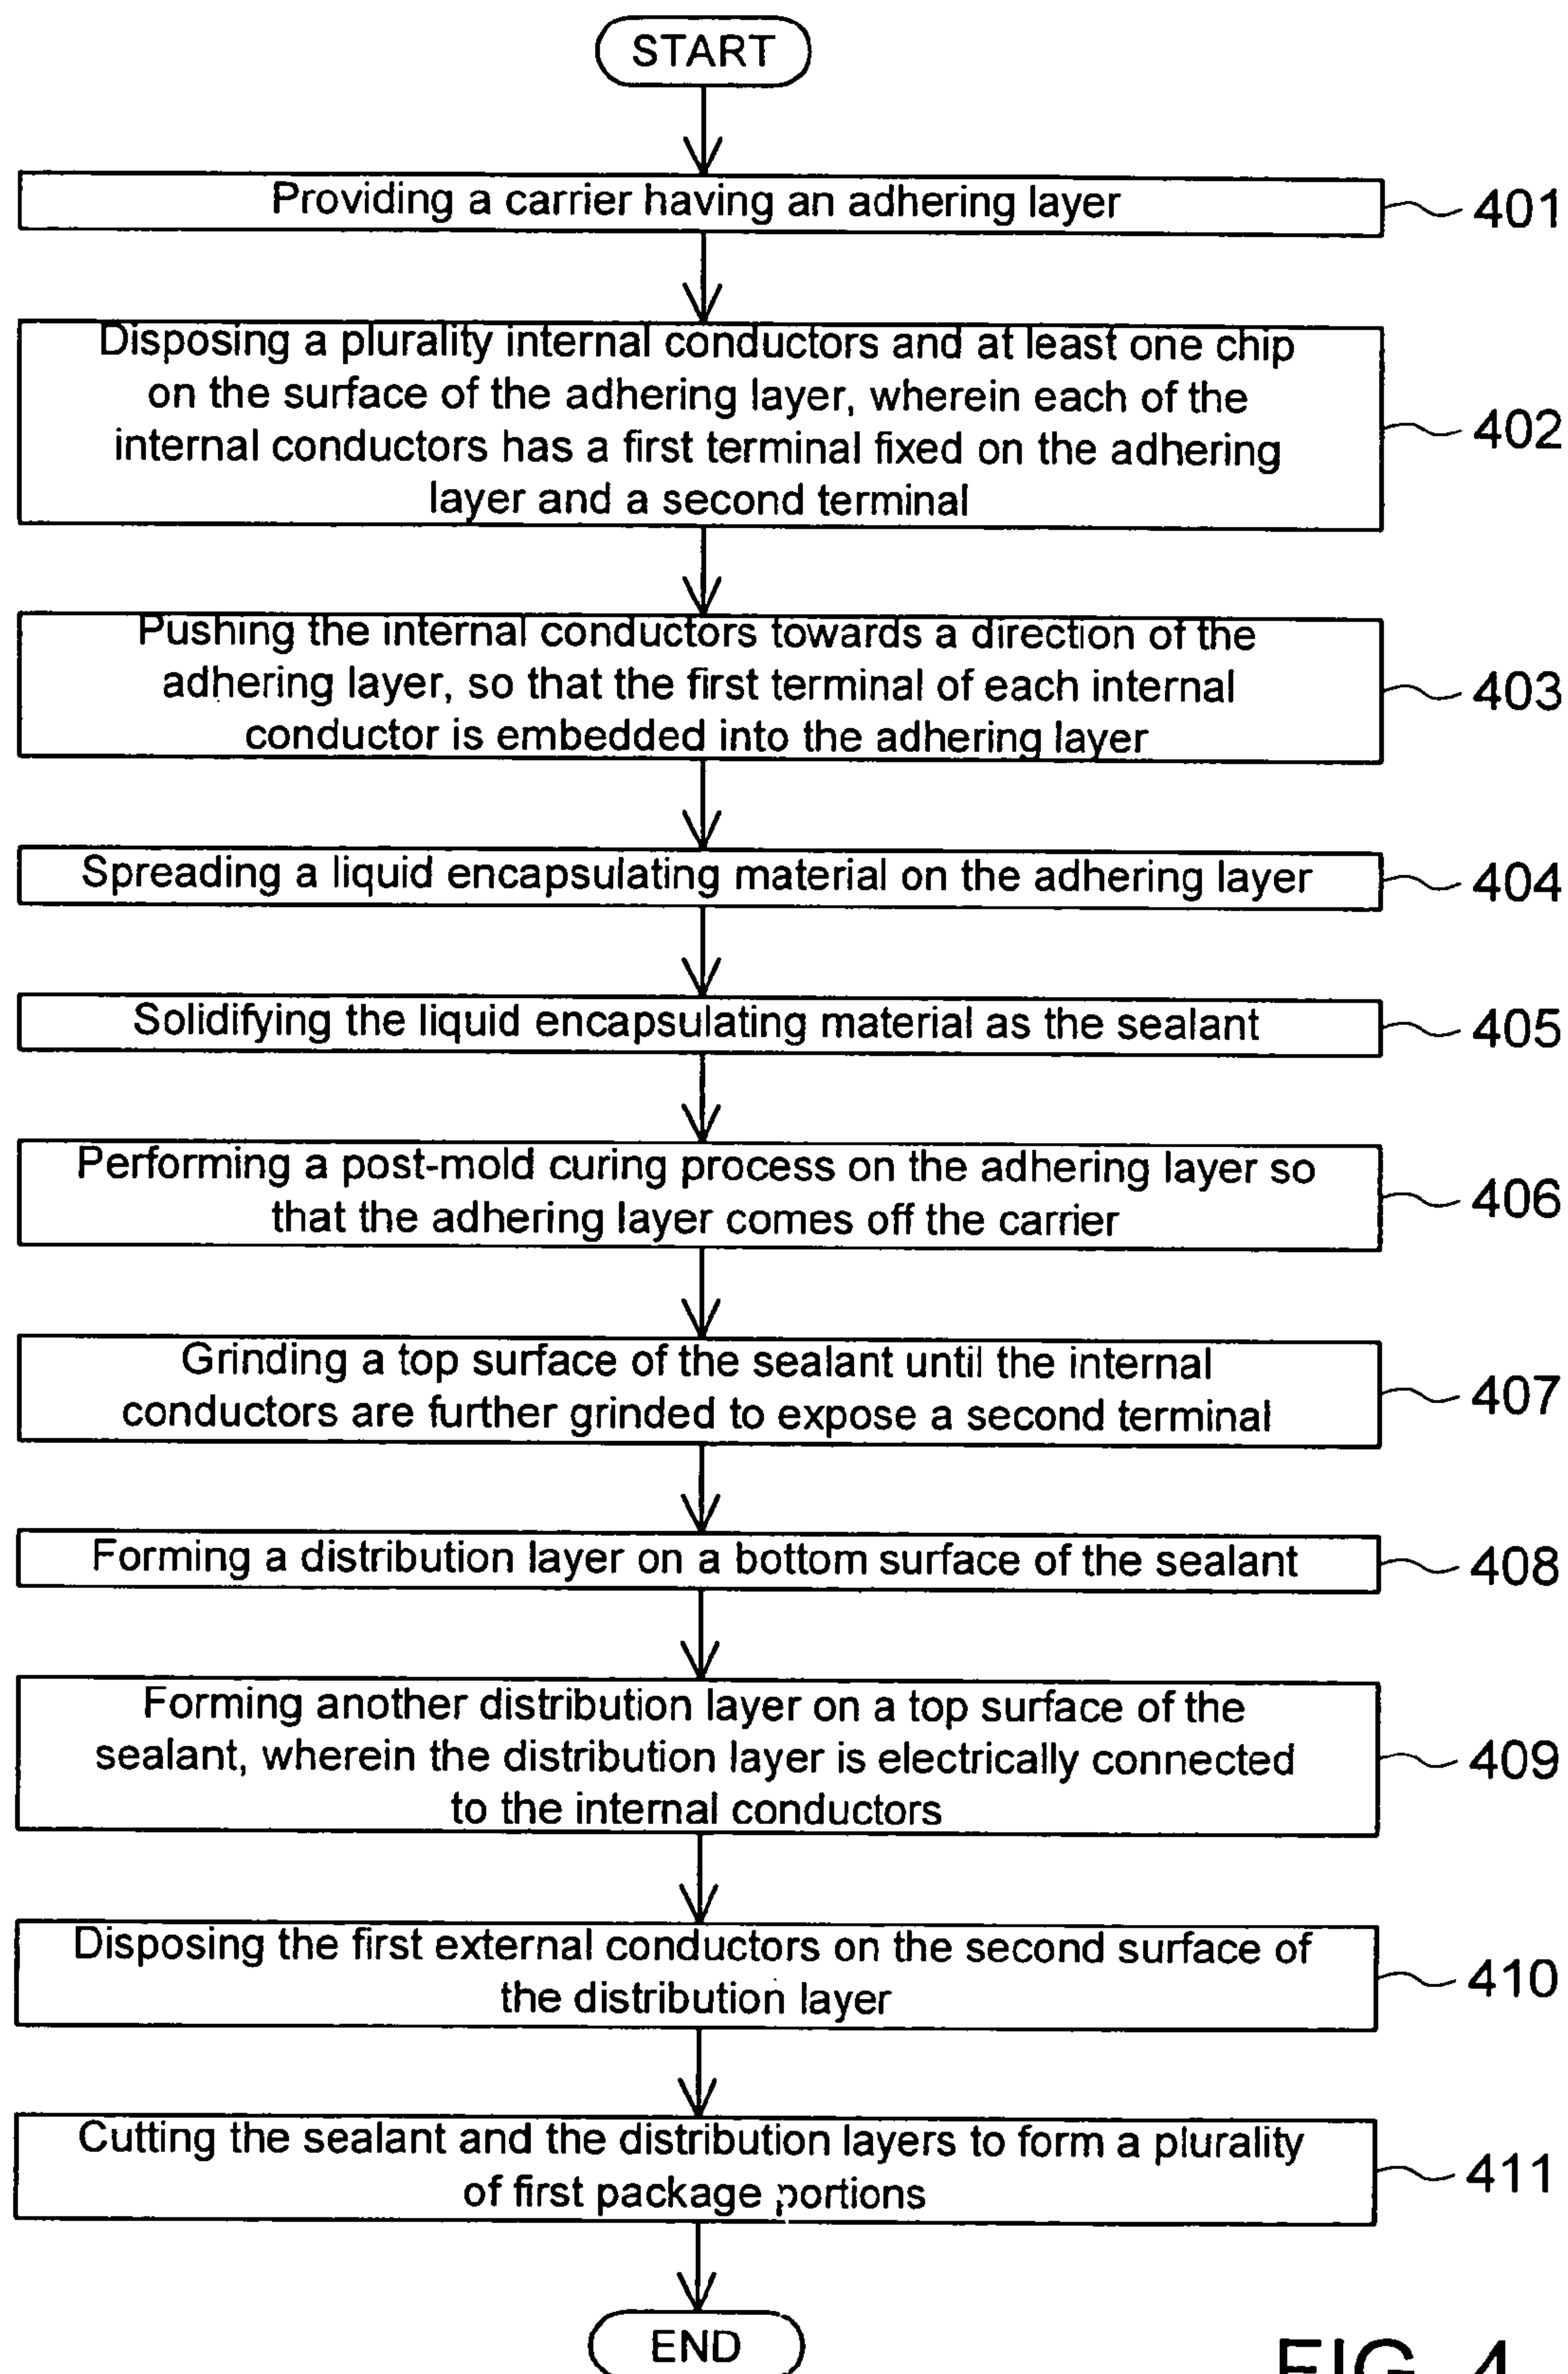 START
Providing a carrier having an adhering layer
401
Disposing a plurality internal conductors and at least one chip
on the surface of the adhering layer, wherein each of the
internal conductors has a first terminal fixed on the adhering
layer and a second terminal
402
Pushing the internal conductors towards a direction of the
adhering layer, so that the first terminal of each internal
conductor is embedded into the adhering layer
403
Spreading a liquid encapsulating material on the adhering layer
404
Solidifying the liquid encapsulating material as the sealant
405
Performing a post-mold curing process on the adhering layer so
that the adhering layer comes off the carrier
406
Grinding a top surface of the sealant until the internal
conductors are further grinded to expose a second terminal
407
Forming a distribution layer on a bottom surface of the sealant
408
Forming another distribution layer on a top surface of the
sealant, wherein the distribution layer is electrically connected
to the internal conductors
409
Disposing the first external conductors on the second surface of
the distribution layer
410
Cutting the sealant and the distribution layers to form a plurality
of first package portions
411
END
FIG. 4